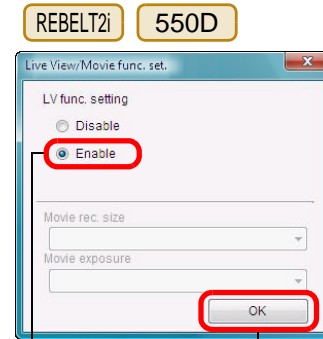 REBELT2i 550D
Live View/Movie func. set.
LV func. setting
Disable
Enable
Movie rec. size
Movie exposure
OK